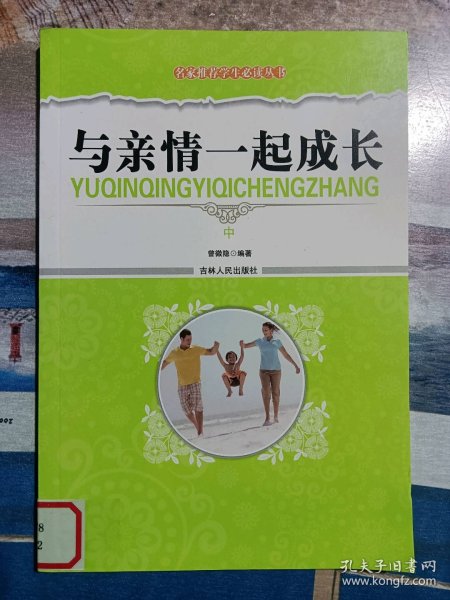 名家推荐学生必读丛书
与亲情一起成长
YUQINQINGYIQICHENGZHANG
中
曾微隐◎编著
吉林人民出版社
8
2
孔夫子旧书网
www.kongfz.com